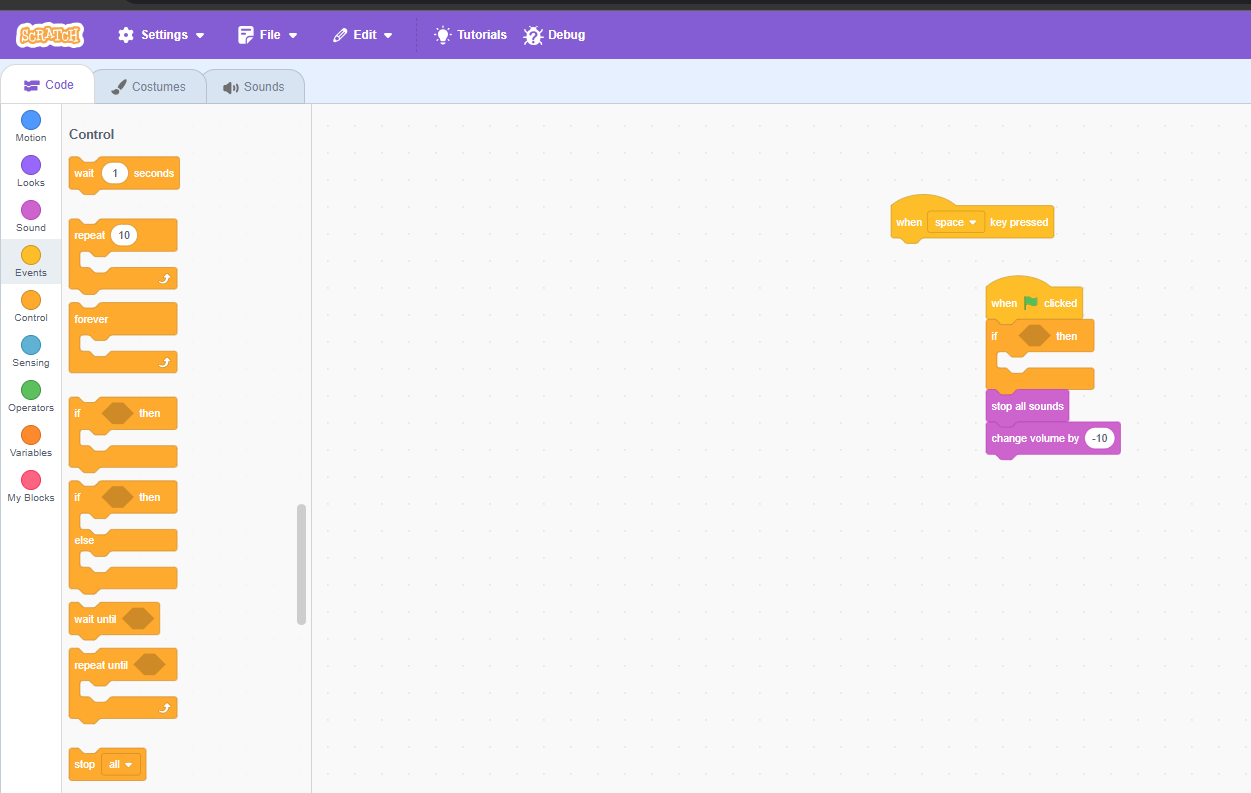 SCRATCH Settings File Edit Tutorials Debug
Code Costumes Sounds
Motion
Looks
Sound
Events
Control
Sensing
Operators
Variables
My Blocks
Control
wait 1 seconds
repeat 10
forever
if then
if then
else
wait until
repeat until
stop all
when space key pressed
when clicked
if then
stop all sounds
change volume by -10